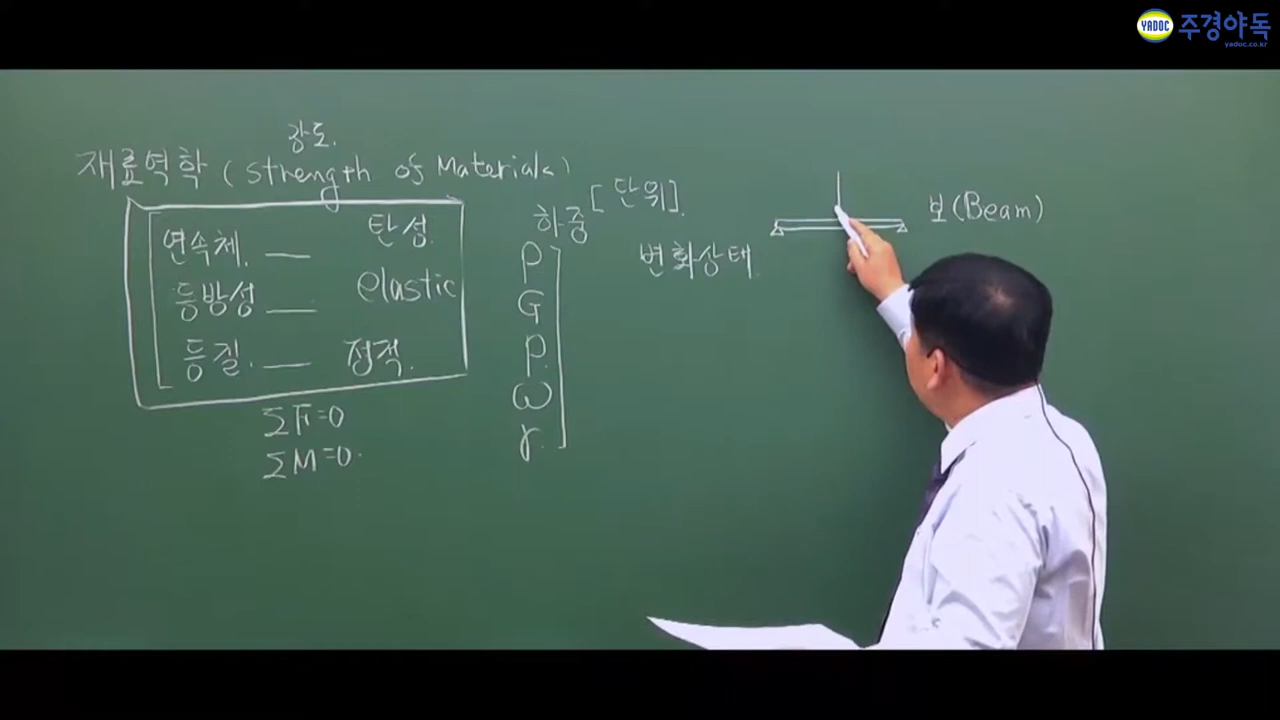 YADOC 주경야독
yadoc.co.kr
강도.
재료역학 (Strength of Materials)
연속체. — 탄성.
등방성 — elastic
등질. — 정적.
ΣFi=0
ΣM=0.
하중 [단위].
P
G
P.
ω
γ.
변화상태.
보(Beam)